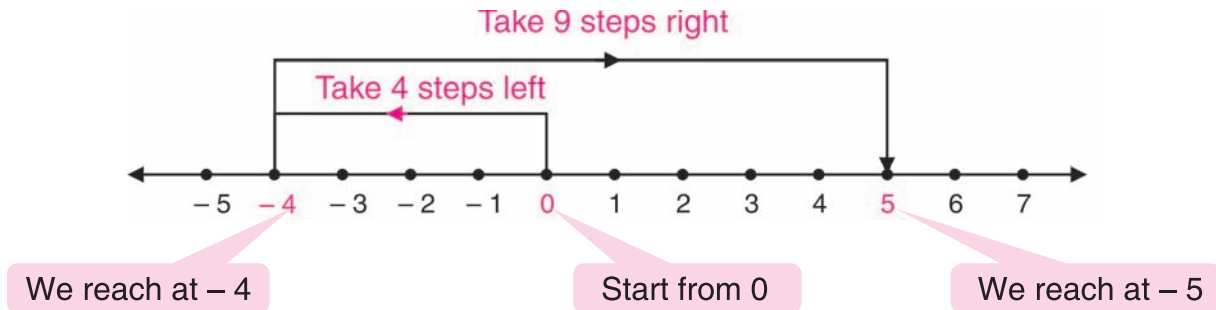 Take 9 steps right
Take 4 steps left
– 5 – 4 – 3 – 2 – 1 0 1 2 3 4 5 6 7
We reach at – 4
Start from 0
We reach at – 5